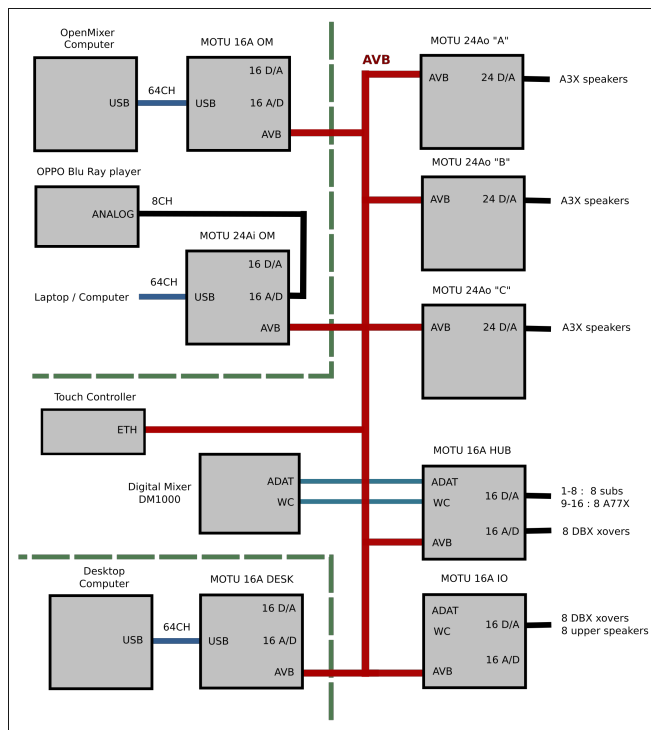 OpenMixer
Computer
USB
64CH
MOTU 16A OM
16 D/A
USB
16 A/D
AVB
OPPO Blu Ray player
ANALOG
8CH
MOTU 24Ai OM
16 D/A
64CH
Laptop / Computer
USB
16 A/D
AVB
AVB
MOTU 24Ao "A"
AVB
24 D/A
A3X speakers
MOTU 24Ao "B"
AVB
24 D/A
A3X speakers
MOTU 24Ao "C"
AVB
24 D/A
A3X speakers
Touch Controller
ETH
Digital Mixer
DM1000
ADAT
WC
MOTU 16A HUB
ADAT
WC
16 D/A
1-8 : 8 subs
9-16 : 8 A77X
16 A/D
8 DBX xovers
AVB
Desktop
Computer
USB
64CH
MOTU 16A DESK
16 D/A
USB
16 A/D
AVB
MOTU 16A IO
ADAT
WC
16 D/A
8 DBX xovers
8 upper speakers
16 A/D
AVB